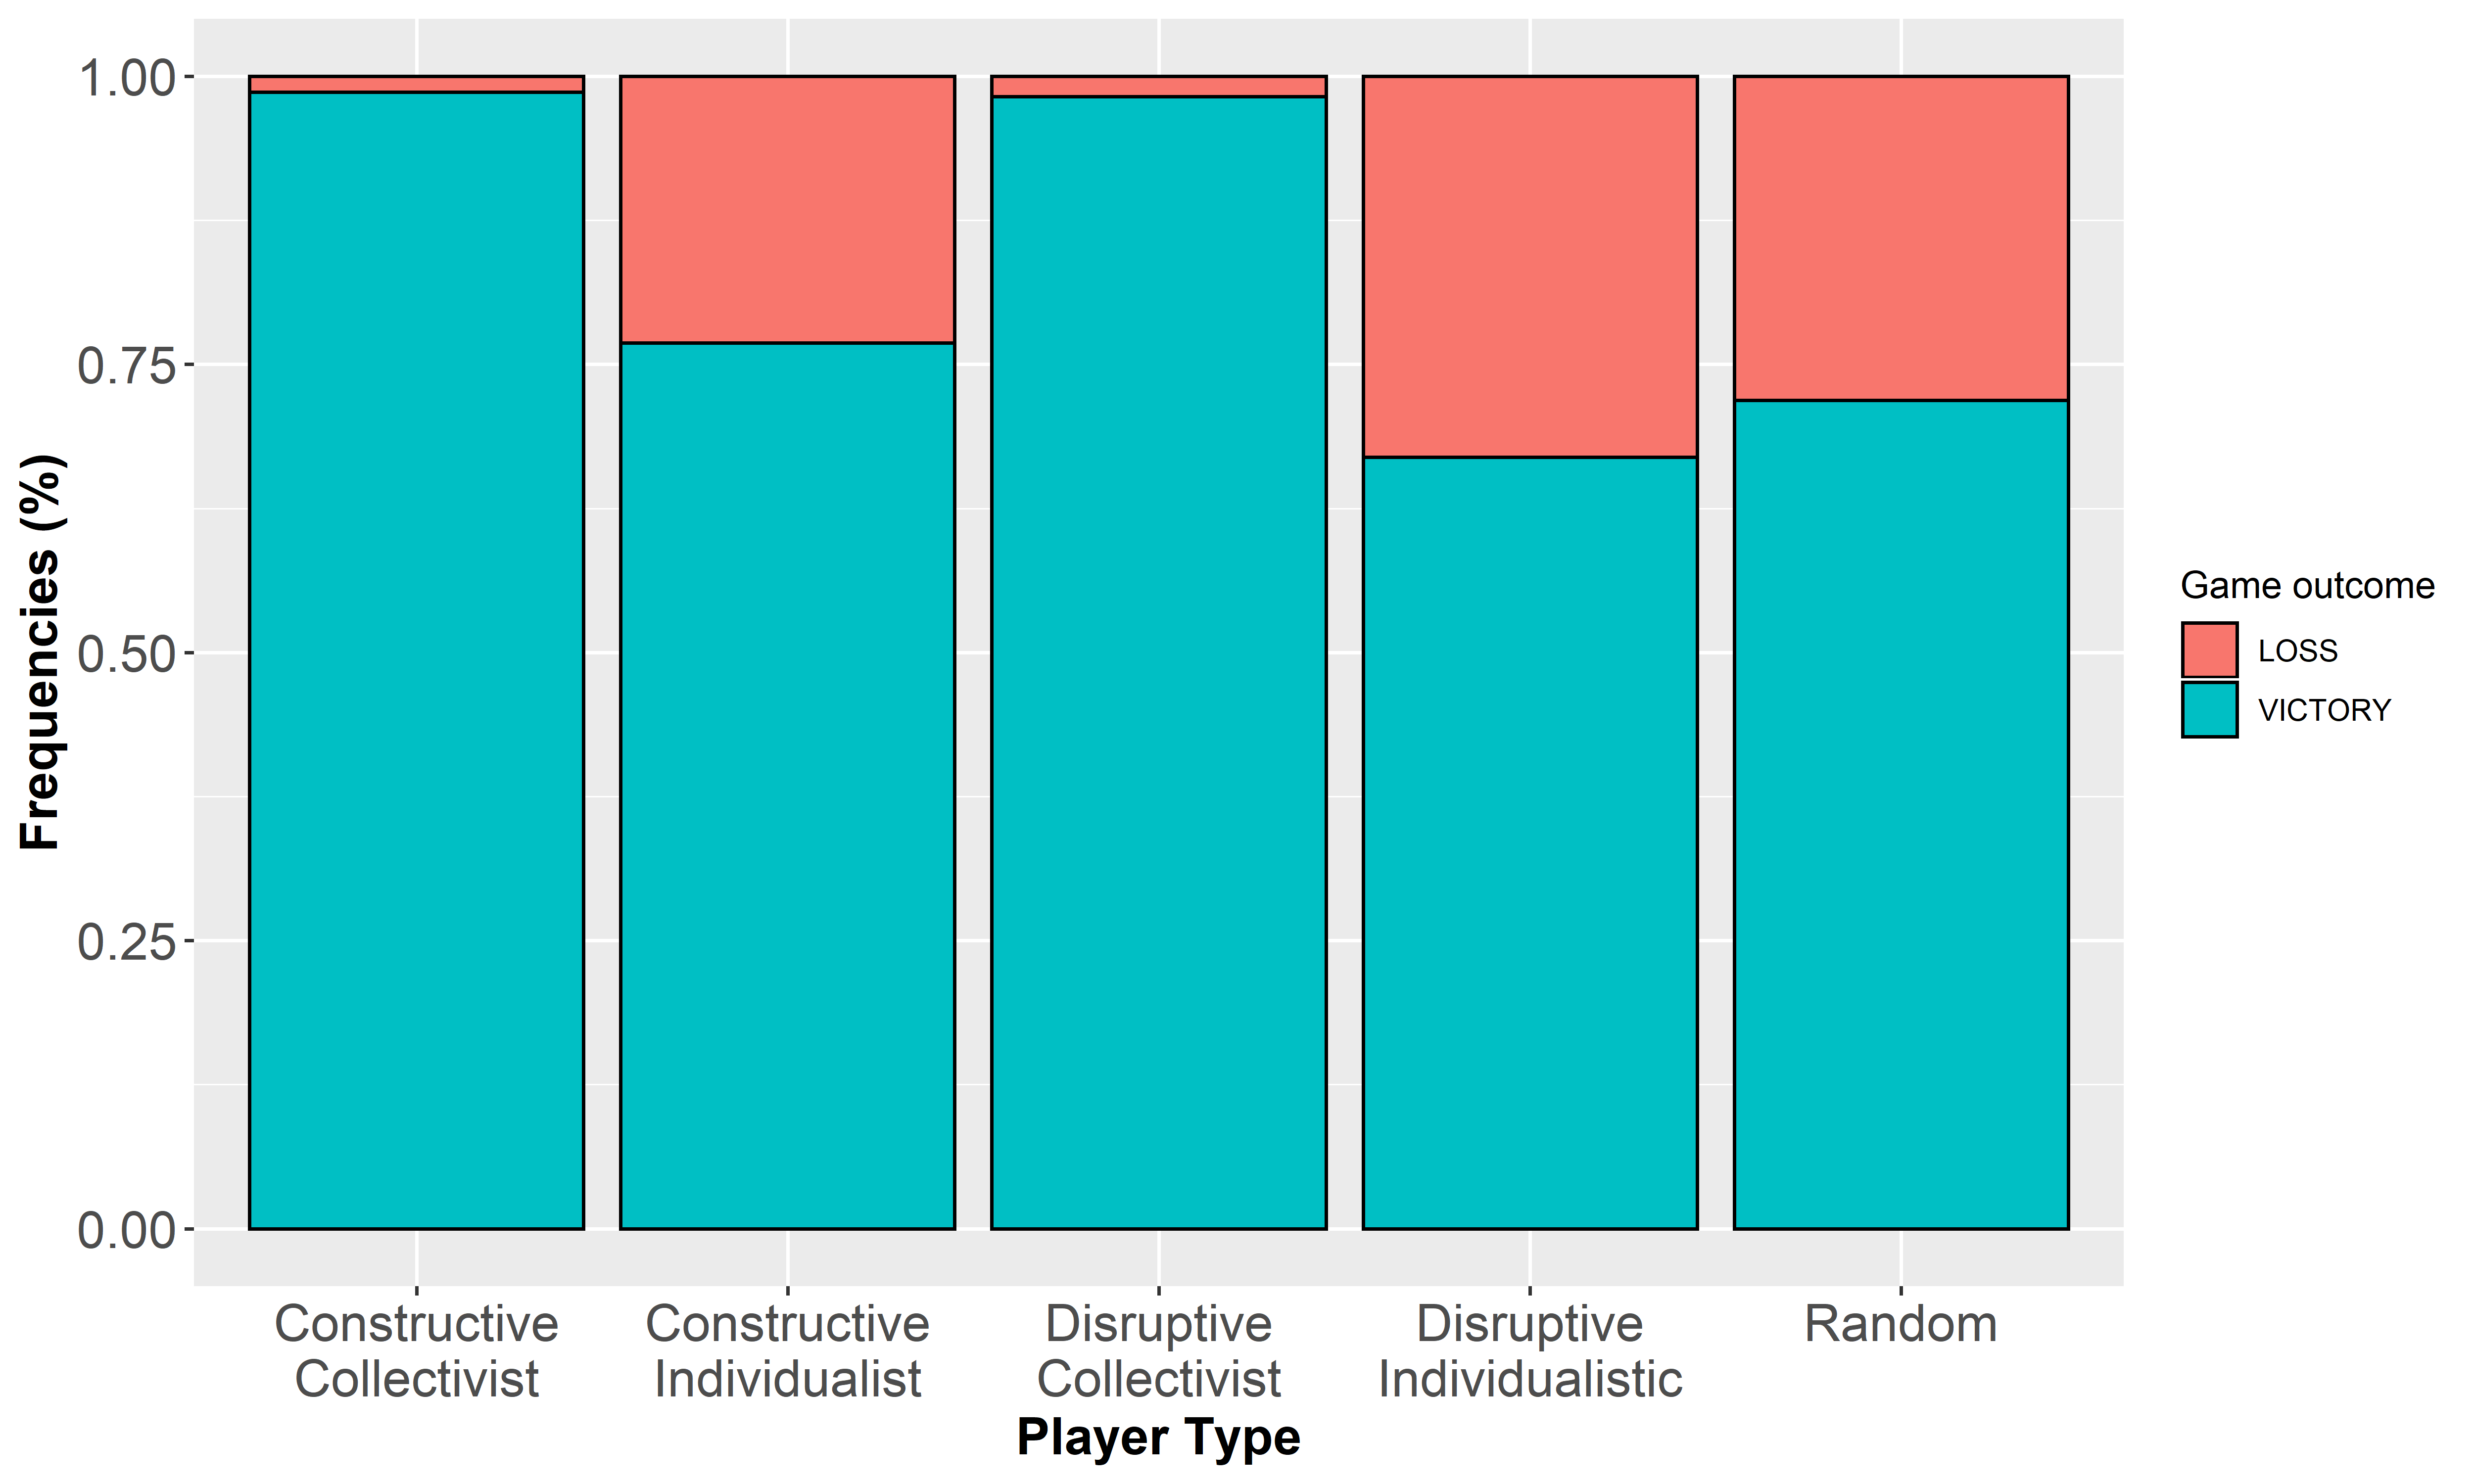 Frequencies (%)
1.00
0.75
0.50
0.25
0.00
Constructive
Collectivist
Constructive
Individualist
Disruptive
Collectivist
Disruptive
Individualistic
Random
Player Type
Game outcome
LOSS
VICTORY